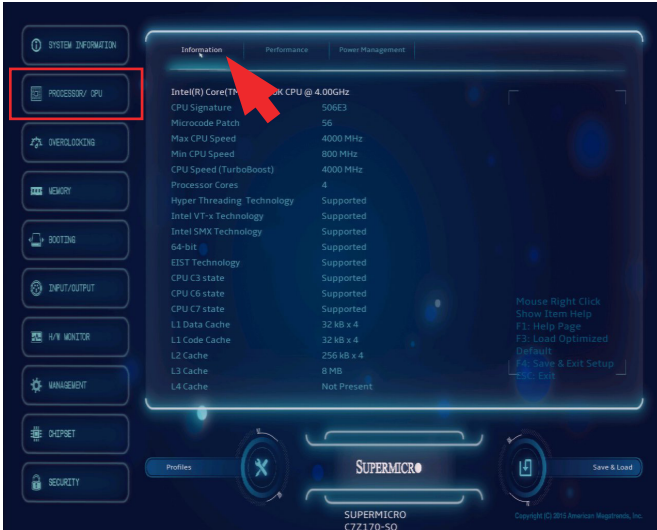 SYSTEM INFORMATION
PROCESSOR/ CPU
OVERCLOCKING
MEMORY
BOOTING
INPUT/OUTPUT
H/W MONITOR
MANAGEMENT
CHIPSET
SECURITY
Information Performance Power Management
Intel(R) Core(TM CPU @ 4.00GHz
CPU Signature 506E3
Microcode Patch 56
Max CPU Speed 4000 MHz
Min CPU Speed 800 MHz
CPU Speed (TurboBoost) 4000 MHz
Processor Cores 4
Hyper Threading Technology Supported
Intel VT-x Technology Supported
Intel SMX Technology Supported
64-bit Supported
EIST Technology Supported
CPU C3 state Supported
CPU C6 state Supported
CPU C7 state Supported
L1 Data Cache 32 kB x 4
L1 Code Cache 32 kB x 4
L2 Cache 256 kB x 4
L3 Cache 8 MB
L4 Cache Not Present
Mouse Right Click
Show Item Help
F1: Help Page
F3: Load Optimized
Default
F4: Save & Exit Setup
ESC: Exit
Profiles
SUPERMICRO
Save & Load
SUPERMICRO
C7Z170-SQ
Copyright (C) 2015 American Megatrends, Inc.